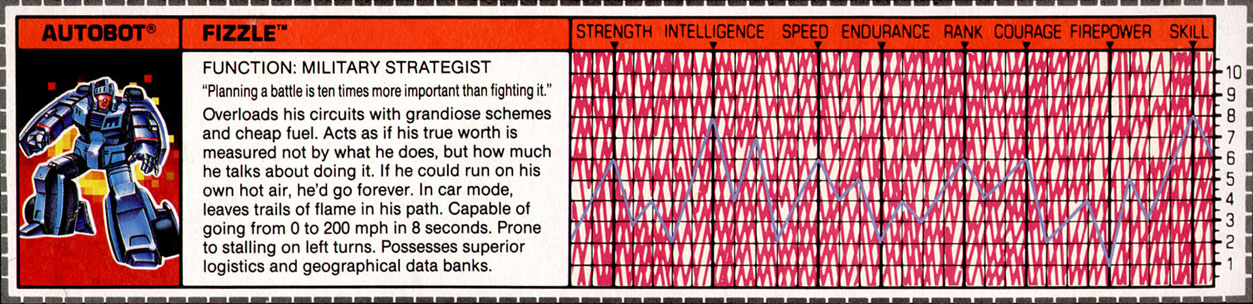 AUTOBOT®
FIZZLE™
FUNCTION: MILITARY STRATEGIST
“Planning a battle is ten times more important than fighting it.”
Overloads his circuits with grandiose schemes
and cheap fuel. Acts as if his true worth is
measured not by what he does, but how much
he talks about doing it. If he could run on his
own hot air, he’d go forever. In car mode,
leaves trails of flame in his path. Capable of
going from 0 to 200 mph in 8 seconds. Prone
to stalling on left turns. Possesses superior
logistics and geographical data banks.
STRENGTH INTELLIGENCE SPEED ENDURANCE RANK COURAGE FIREPOWER SKILL
10
9
8
7
6
5
4
3
2
1